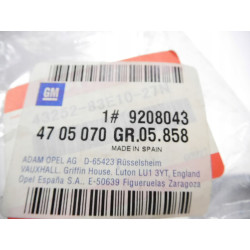 GM
1# 9208043
47 05 070 GR.05.858
MADE IN SPAIN
ADAM OPEL AG D-65423 Rüsselsheim
VAUXHALL. Griffin House. Luton LU1 3YT, England
Opel España S.A., E-50639 Figueruelas Zaragoza